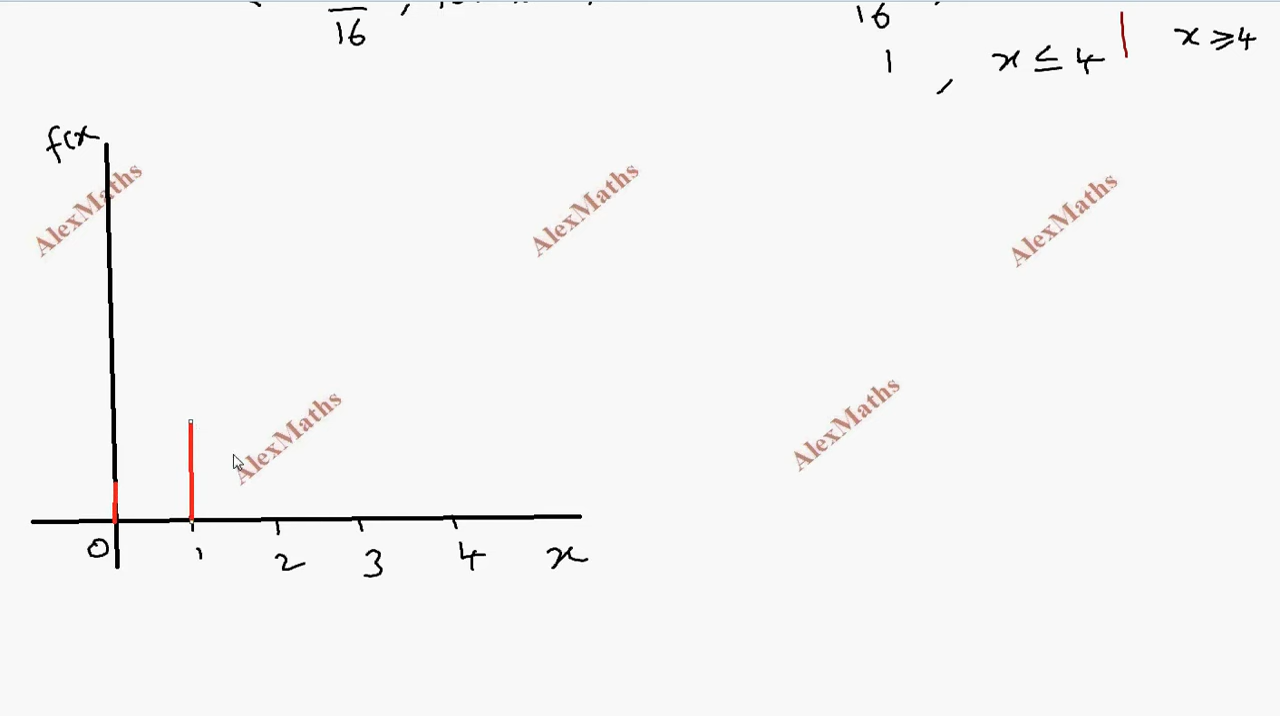 16
16
1 , x ≤ 4 | x ≥ 4
f(x
AlexMaths AlexMaths AlexMaths
AlexMaths AlexMaths
0 1 2 3 4 x